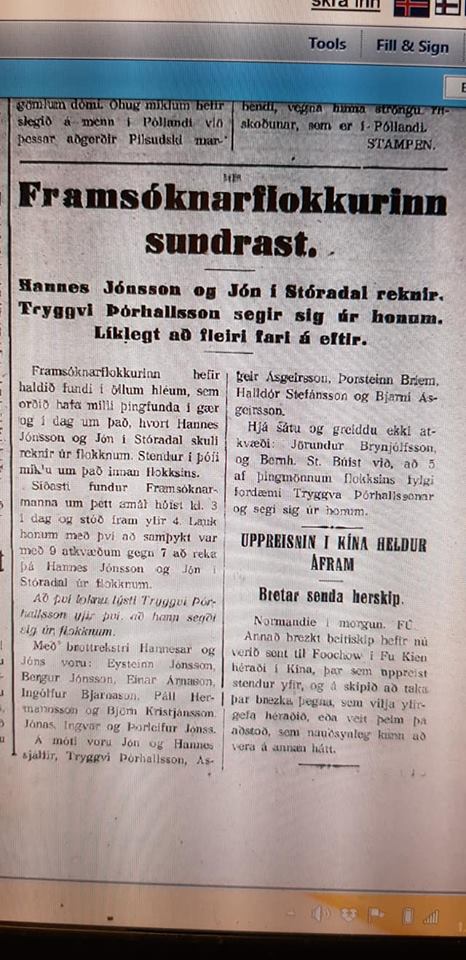 skrá inn
Tools
Fill & Sign
gömlum dómi. Óhug miklum hefir
slegið á menn í Póllandi við
þessar aðgerðir Pilsudski mar-
hendi, vegna hinna ströngu rit-
skoðunar, sem er í Póllandi.
STAMPEN.
Framsóknarflokkurinn
sundrast.
Hannes Jónsson og Jón í Stóradal reknir.
Tryggvi Þórhallsson segir sig úr honum.
Líklegt að fleiri fari á eftir.
Framsóknarflokkurinn hefir
haldið fundi í öllum hléum, sem
orðið hafa milli þingfunda í gær
og í dag um það, hvort Hannes
Jónsson og Jón í Stóradal skuli
reknir úr flokknum. Stendur í þófi
mik'u um það innan flokksins.
Síðasti fundur Framsóknar-
manna um þett amál hófst kl. 3
í dag og stóð fram yfir 4. Lauk
honum með því að samþykt var
með 9 atkvæðum gegn 7 að reka
þá Hannes Jónsson og Jón í
Stóradal úr flokknum.
Að því loknu lýsti Tryggvi Þór-
hallsson yfir því, að hann segði
sig úr flokknum.
Með brottrekstri Hannesar og
Jóns voru: Eysteinn Jónsson,
Bergur Jónsson, Einar Árnason,
Ingólfur Bjarnason, Páll Her-
mannsson og Björn Kristjánsson.
Jónas, Ingvar og Þorleifur Jónss.
Á móti voru Jón og Hannes
sjálfir, Tryggvi Þórhallsson, Ás-
geir Ásgeirsson, Þorsteinn Briem,
Halldór Stefánsson og Bjarni Ás-
geirsson.
Hjá sátu og greiddu ekki at-
kvæði: Jörundur Brynjólfsson,
og Bernh. St. Búist við, að 5
af þingmönnum flokksins fylgi
fordæmi Tryggva Þórhallssonar
og segi sig úr honum.
UPPREISNIN Í KÍNA HELDUR
ÁFRAM
Bretar senda herskip.
Normandie í morgun. FÚ.
Annað brezkt beitiskip hefir nú
verið sent til Foochow í Fu Kien
héraði í Kína, þar sem uppreist
stendur yfir, og á skipið að taka
þar brezka þegna, sem vilja yfir-
gefa héraðið, eða veit þeim þá
aðstoð, sem nauðsynleg kann að
vera á annan hátt.